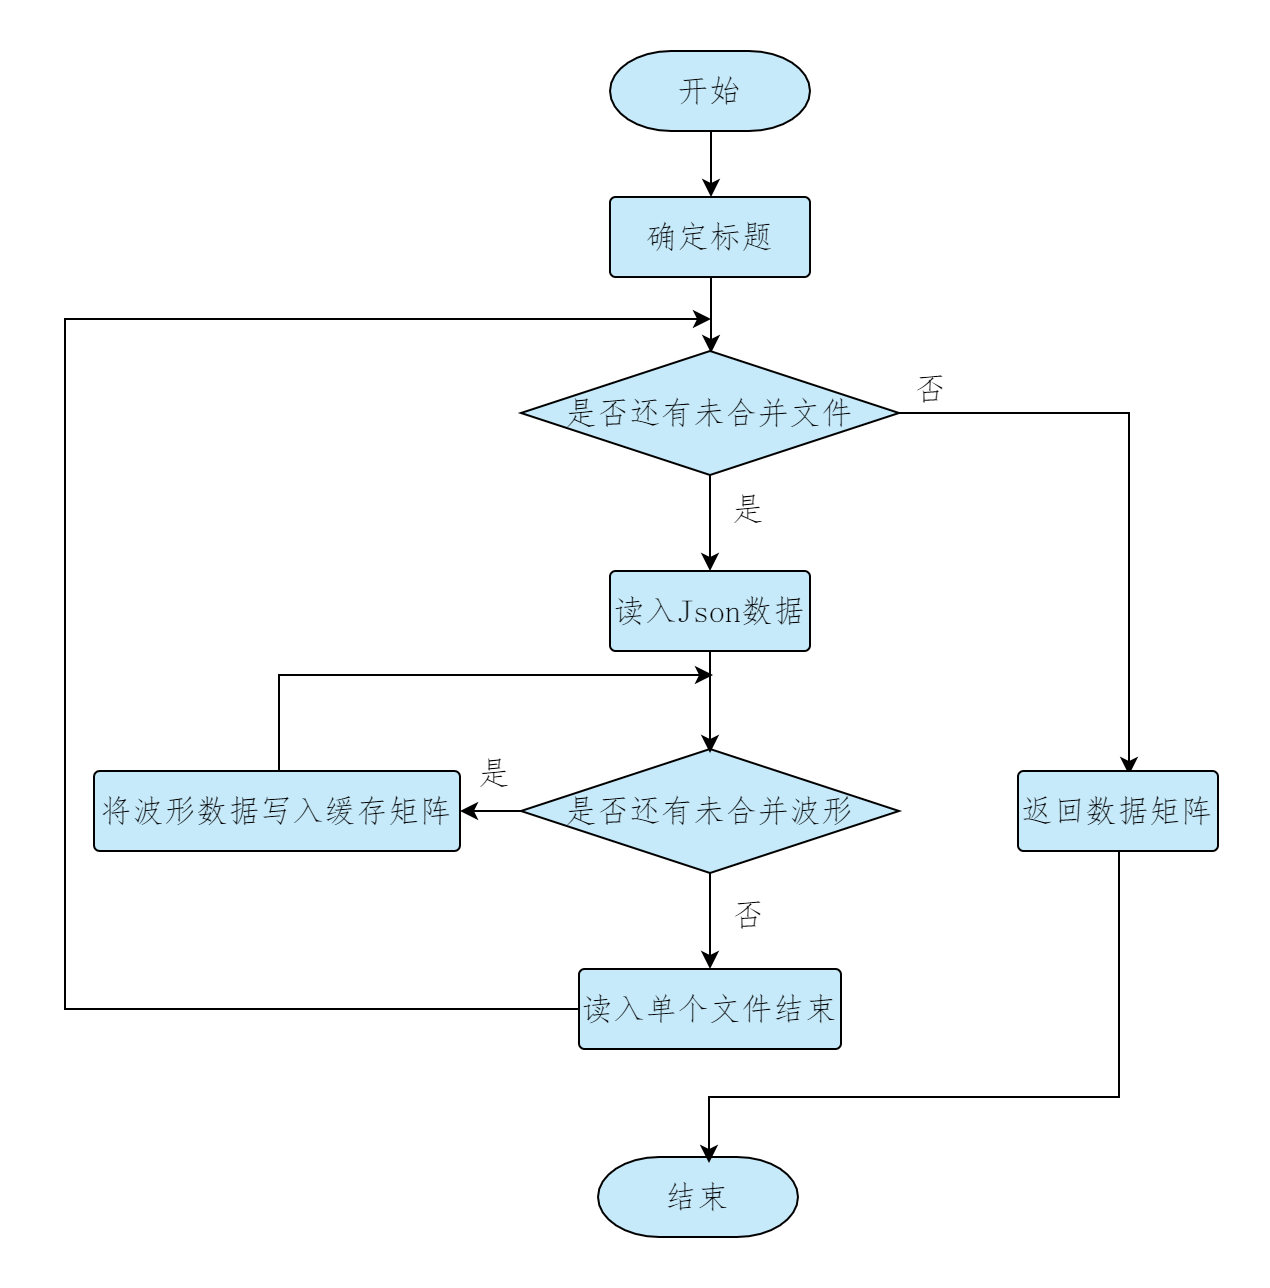 开始
确定标题
是否还有未合并文件
否
是
读入Json数据
是
将波形数据写入缓存矩阵
是否还有未合并波形
返回数据矩阵
否
读入单个文件结束
结束